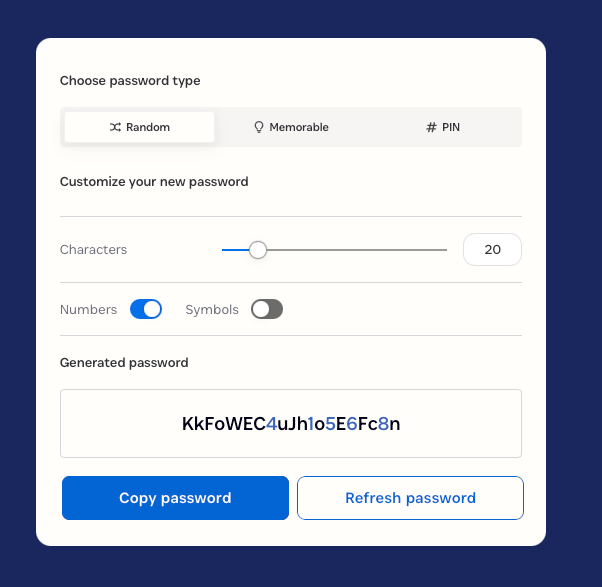 Choose password type
Random Memorable # PIN
Customize your new password
Characters 20
Numbers Symbols
Generated password
KkFoWEC4uJh1o5E6Fc8n
Copy password Refresh password